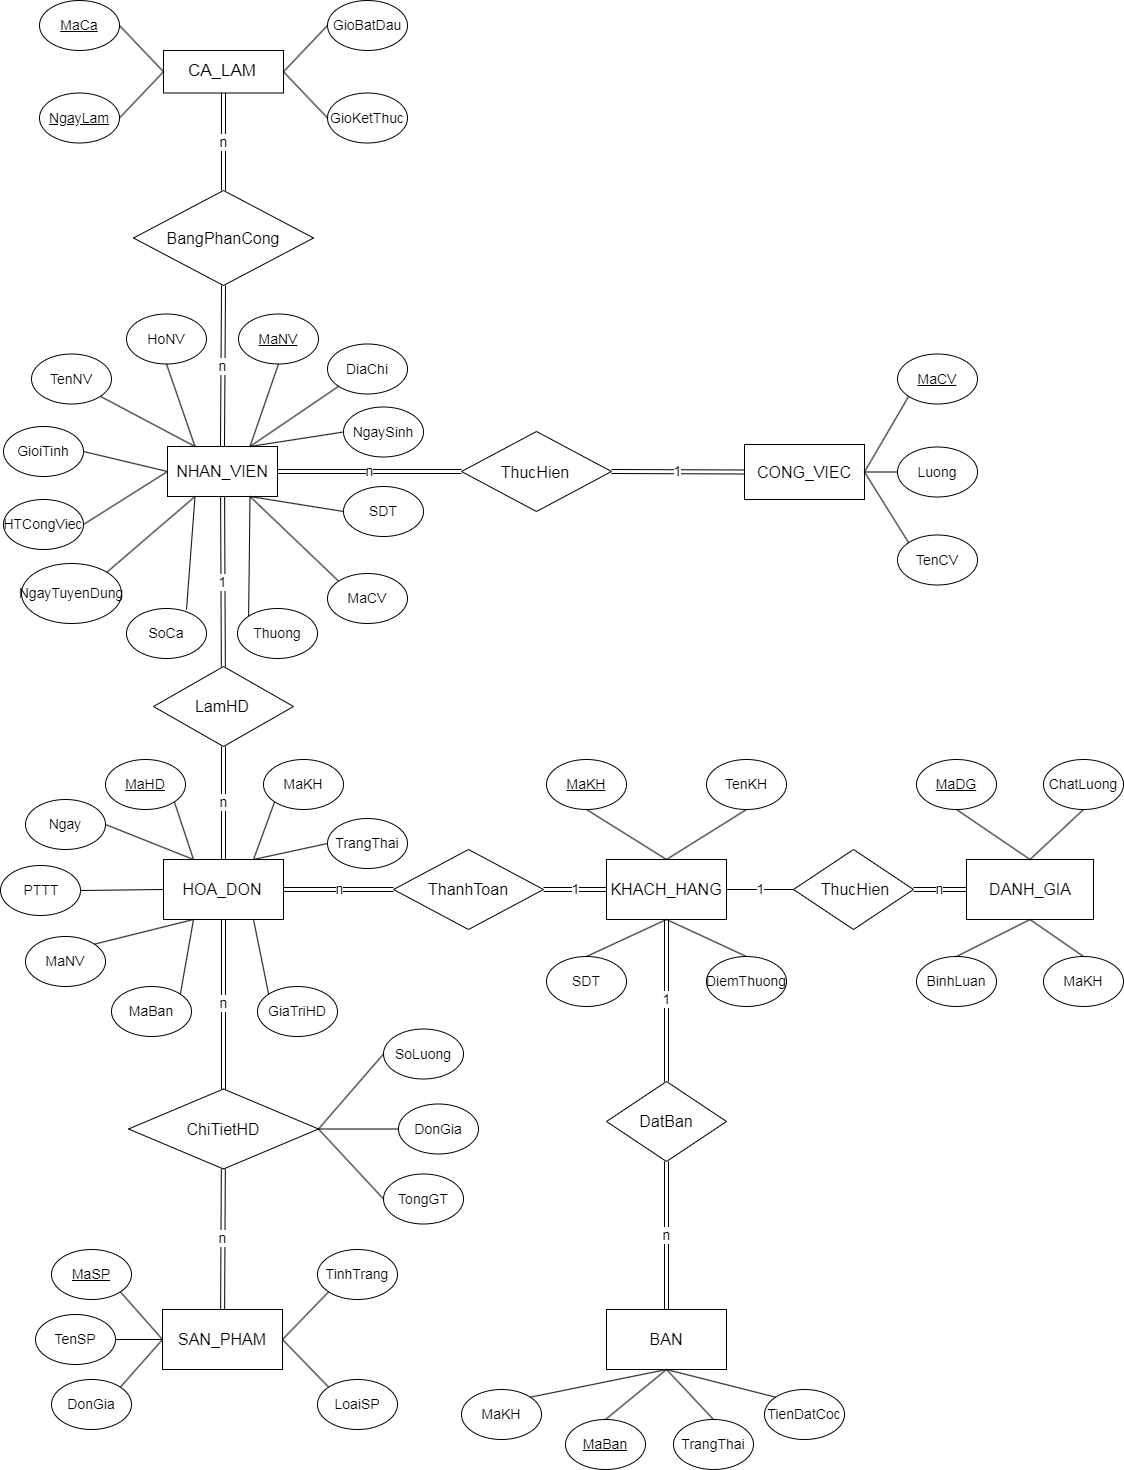 MaCa
GioBatDau
CA_LAM
NgayLam
GioKetThuc
n
BangPhanCong
n
HoNV
MaNV
TenNV
DiaChi
NgaySinh
GioiTinh
NHAN_VIEN
n
ThucHien
1
CONG_VIEC
MaCV
Luong
TenCV
SDT
HTCongViec
NgayTuyenDung
1
MaCV
SoCa
Thuong
LamHD
n
MaHD
MaKH
Ngay
TrangThai
PTTT
HOA_DON
n
ThanhToan
1
MaKH
TenKH
KHACH_HANG
1
ThucHien
n
MaDG
ChatLuong
DANH_GIA
MaNV
MaBan
n
GiaTriHD
SDT
DiemThuong
BinhLuan
MaKH
1
SoLuong
ChiTietHD
DonGia
TongGT
DatBan
n
n
MaSP
TinhTrang
TenSP
SAN_PHAM
DonGia
LoaiSP
BAN
MaKH
MaBan
TrangThai
TienDatCoc